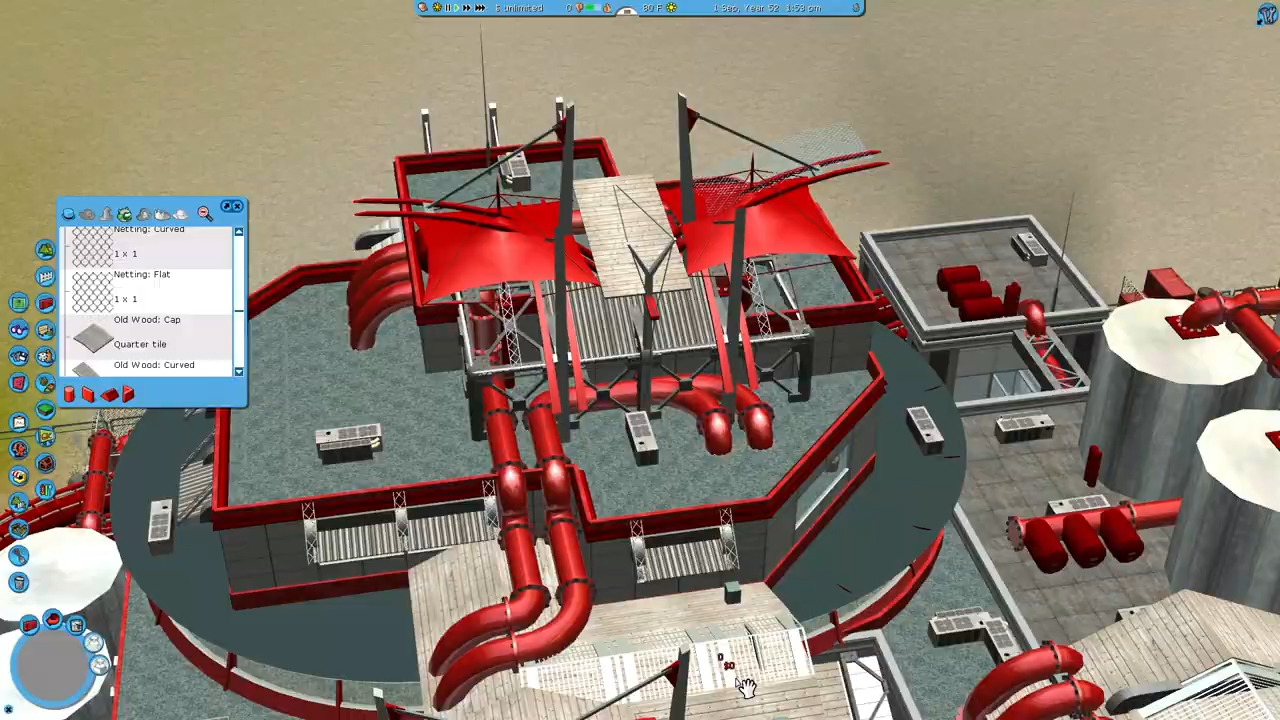 $ unlimited 0 80 F 1 Sep, Year 52 1:53 pm
Netting: Curved
1 x 1
Netting: Flat
1 x 1
Old Wood: Cap
Quarter tile
Old Wood: Curved